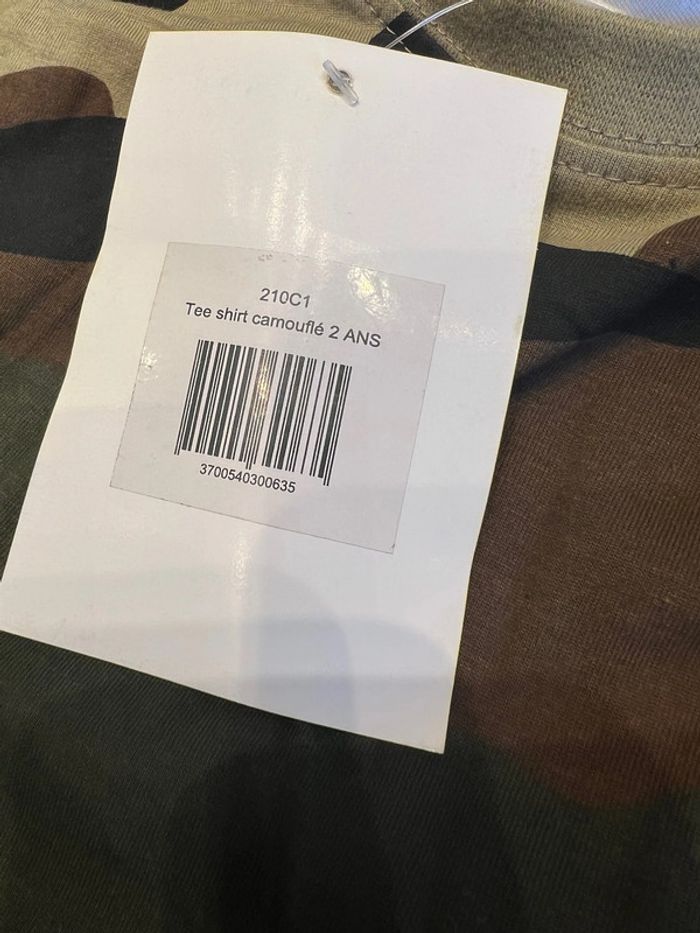 210C1
Tee shirt camouflé 2 ANS
3700540300635